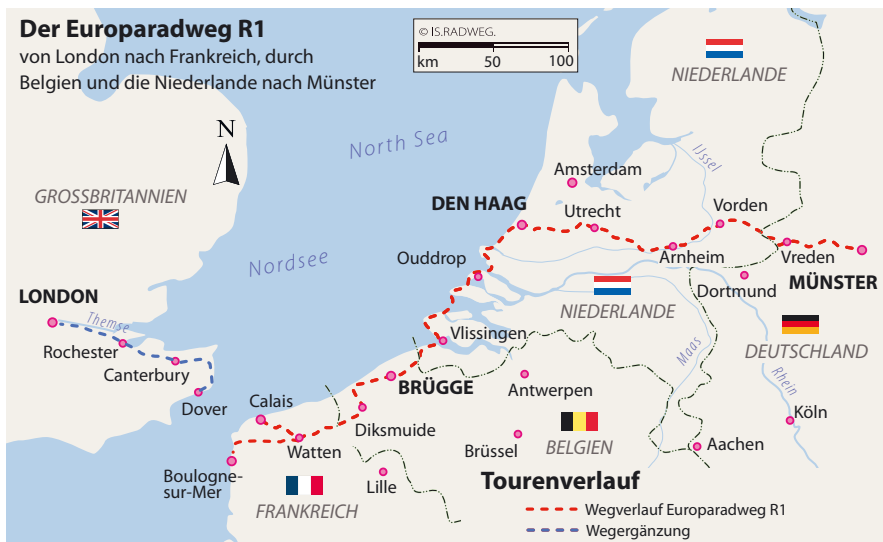 Der Europaradweg R1
von London nach Frankreich, durch
Belgien und die Niederlande nach Münster
© IS.RADWEG.
km 50 100
NIEDERLANDE
N
North Sea
IJssel
Amsterdam
GROSSBRITANNIEN
DEN HAAG
Utrecht
Vorden
Nordsee
Ouddrop
Arnheim
Vreden
MÜNSTER
LONDON
Themse
NIEDERLANDE
Dortmund
Rochester
Vlissingen
Maas
DEUTSCHLAND
Canterbury
BRÜGGE
Antwerpen
Rhein
Dover
Calais
Diksmuide
Köln
Watten
Brüssel
BELGIEN
Aachen
Boulogne-
sur-Mer
Lille
FRANKREICH
Tourenverlauf
Wegverlauf Europaradweg R1
Wegergänzung